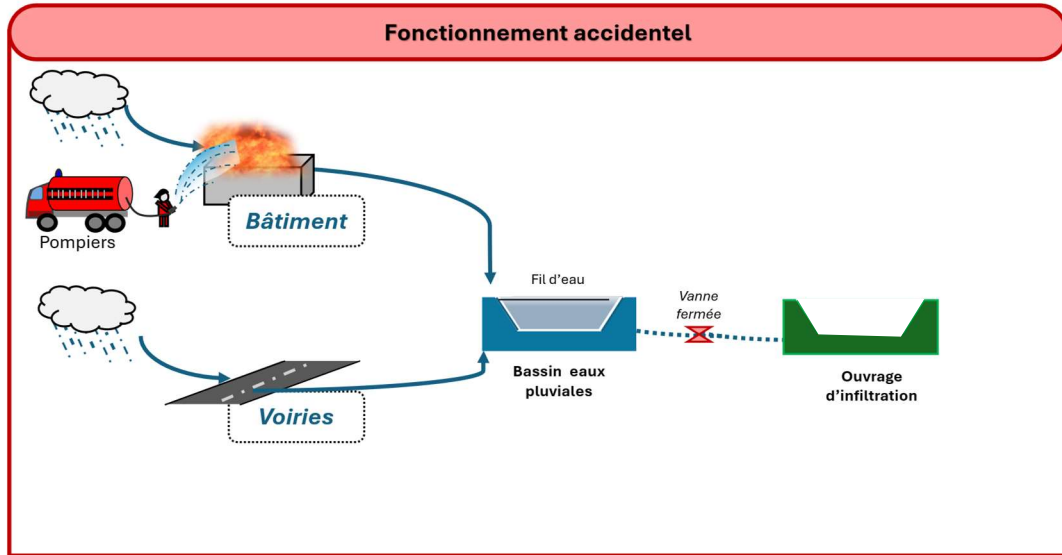 Fonctionnement accidentel
Bâtiment
Pompiers
Fil d'eau
Vanne
fermée
Bassin eaux
pluviales
Ouvrage
d'infiltration
Voiries